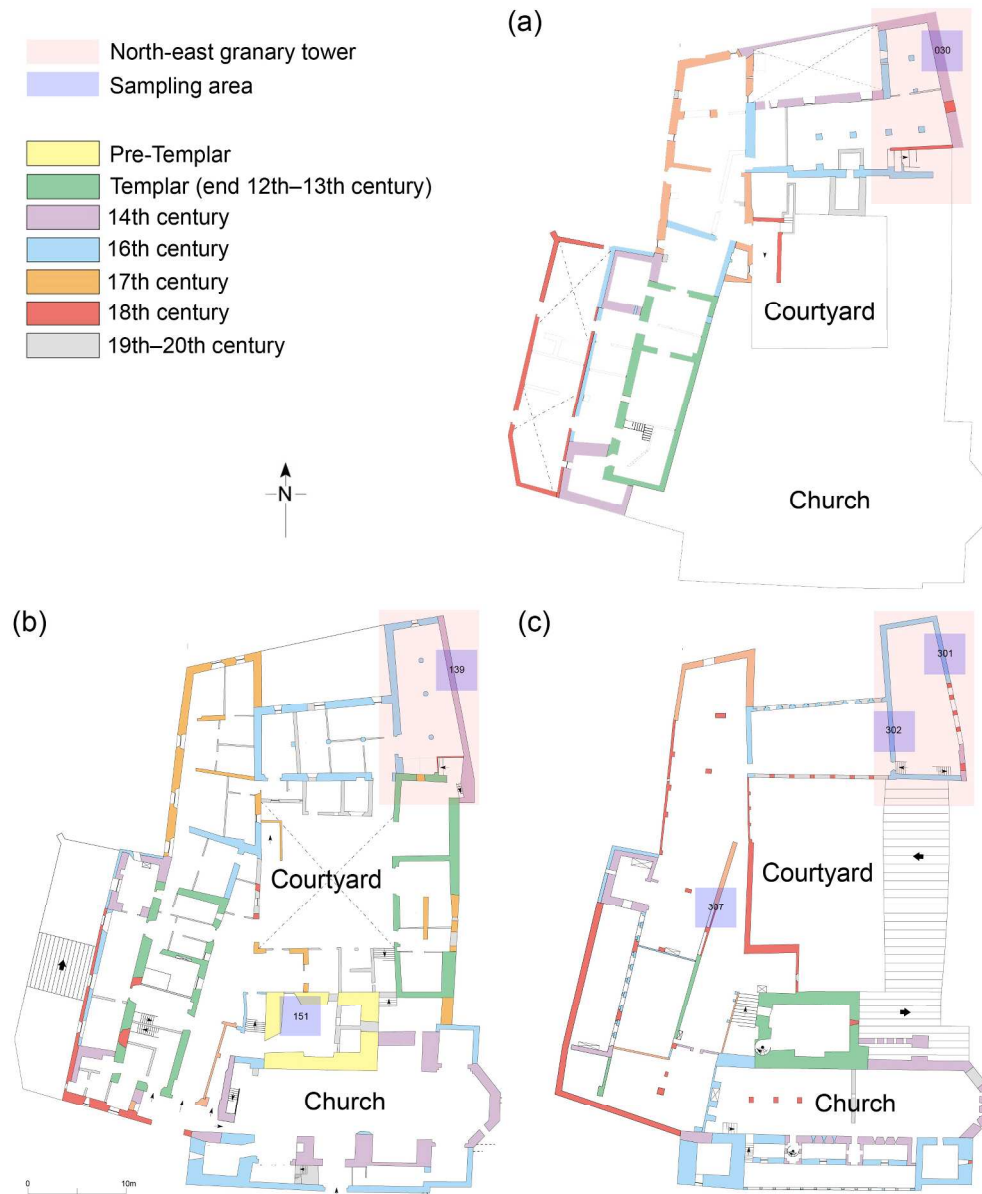 (a)
North-east granary tower
Sampling area
Pre-Templar
Templar (end 12th–13th century)
14th century
16th century
17th century
18th century
19th–20th century
030
Courtyard
N
Church
(b)
139
Courtyard
151
Church
0 10m
(c)
301
302
Courtyard
307
Church